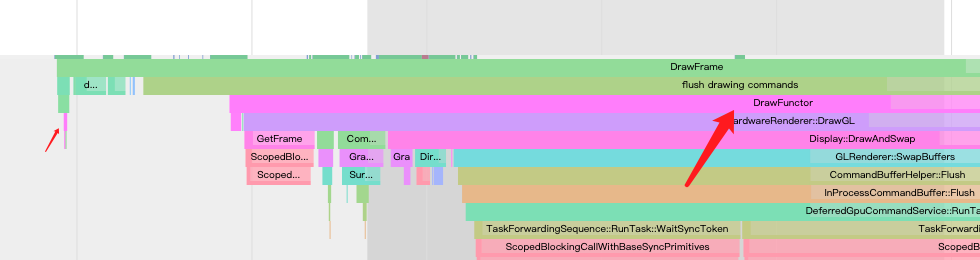 DrawFrame
d... flush drawing commands
DrawFunctor
ardwareRenderer::DrawGL
GetFrame Com... Display::DrawAndSwap
ScopedBlo... Gra... Gra Dir... GLRenderer::SwapBuffers
Scoped... Sur... CommandBufferHelper::Flush
InProcessCommandBuffer::Flush
DeferredGpuCommandService::RunTa
TaskForwardingSequence::RunTask::WaitSyncToken TaskForwardi
ScopedBlockingCallWithBaseSyncPrimitives ScopedB